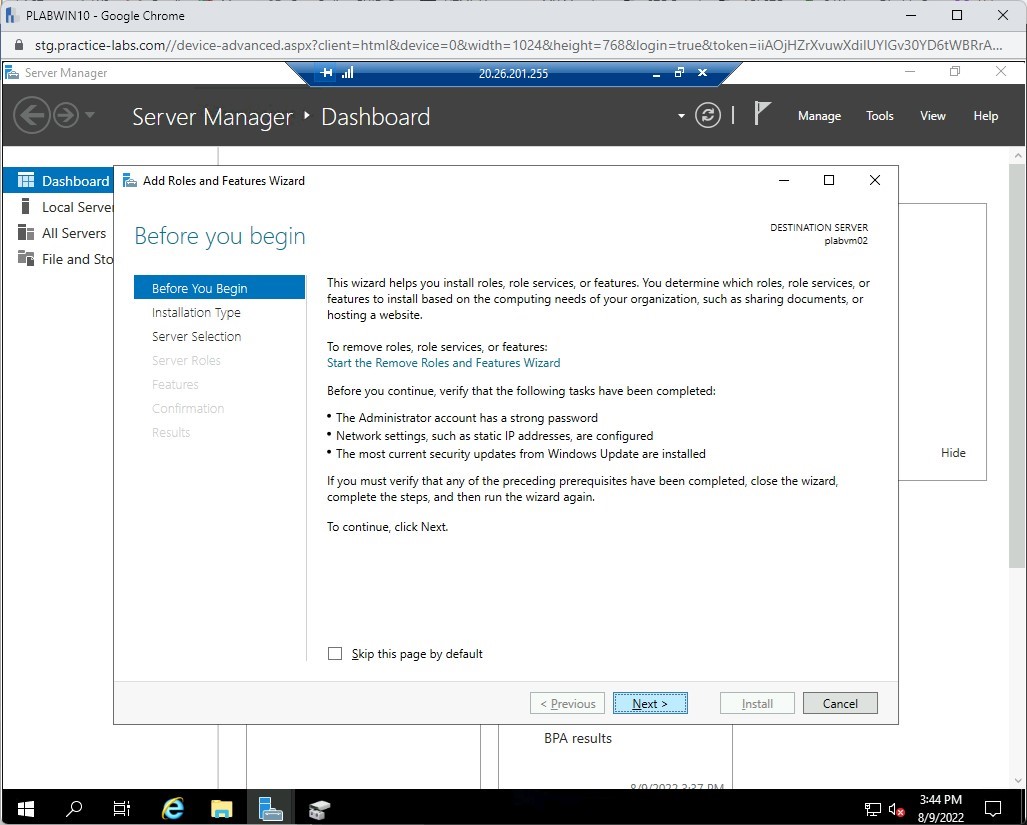 PLABWIN10 - Google Chrome
stg.practice-labs.com//device-advanced.aspx?client=html&device=0&width=1024&height=768&login=true&token=iiAOjHZrXvuwXdiIUYIGv30YD6tWBRrA...
Server Manager
20.26.201.255
Server Manager ‣ Dashboard
Manage Tools View Help
Dashboard
Local Server
All Servers
File and Sto
Add Roles and Features Wizard
Before you begin
DESTINATION SERVER
plabvm02
Before You Begin
Installation Type
Server Selection
Server Roles
Features
Confirmation
Results
This wizard helps you install roles, role services, or features. You determine which roles, role services, or
features to install based on the computing needs of your organization, such as sharing documents, or
hosting a website.
To remove roles, role services, or features:
Start the Remove Roles and Features Wizard
Before you continue, verify that the following tasks have been completed:
• The Administrator account has a strong password
• Network settings, such as static IP addresses, are configured
• The most current security updates from Windows Update are installed
If you must verify that any of the preceding prerequisites have been completed, close the wizard,
complete the steps, and then run the wizard again.
To continue, click Next.
Skip this page by default
< Previous Next > Install Cancel
Hide
BPA results
8/9/2022 3:37 PM
3:44 PM
8/9/2022